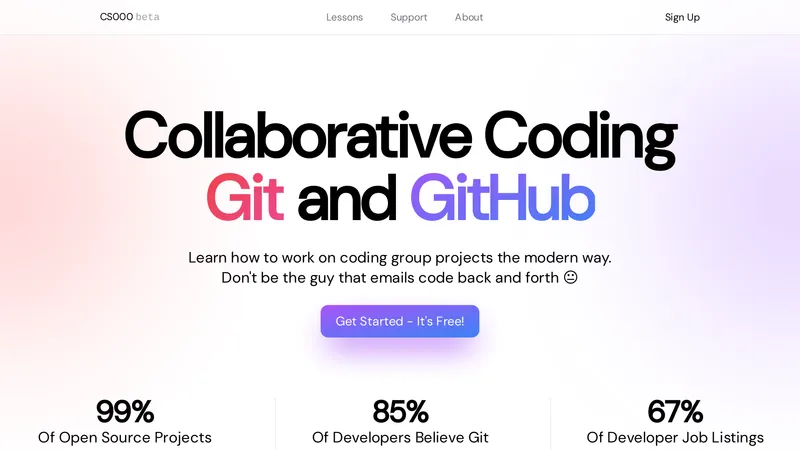 CS000 beta
Lessons
Support
About
Sign Up
Collaborative Coding
Git and GitHub
Learn how to work on coding group projects the modern way.
Don't be the guy that emails code back and forth 😐
Get Started - It's Free!
99%
Of Open Source Projects
85%
Of Developers Believe Git
67%
Of Developer Job Listings